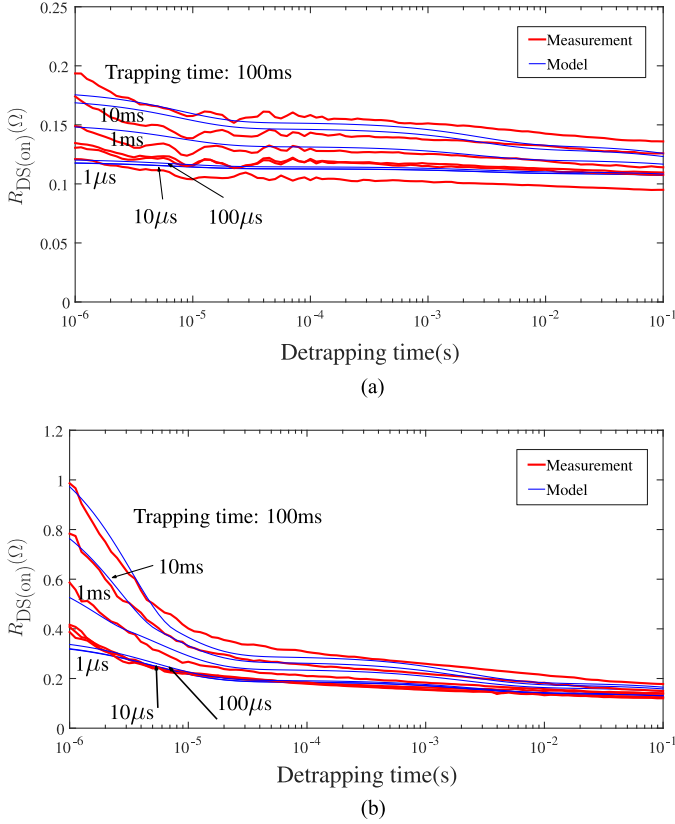 0.25
0.2
0.15
0.1
0.05
0
R_DS(on)(Ω)
Measurement
Model
Trapping time: 100ms
10ms
1ms
1μs
10μs
100μs
10^-6
10^-5
10^-4
10^-3
10^-2
10^-1
Detrapping time(s)
(a)
1.2
1
0.8
0.6
0.4
0.2
0
R_DS(on)(Ω)
Measurement
Model
Trapping time: 100ms
10ms
1ms
1μs
10μs
100μs
10^-6
10^-5
10^-4
10^-3
10^-2
10^-1
Detrapping time(s)
(b)